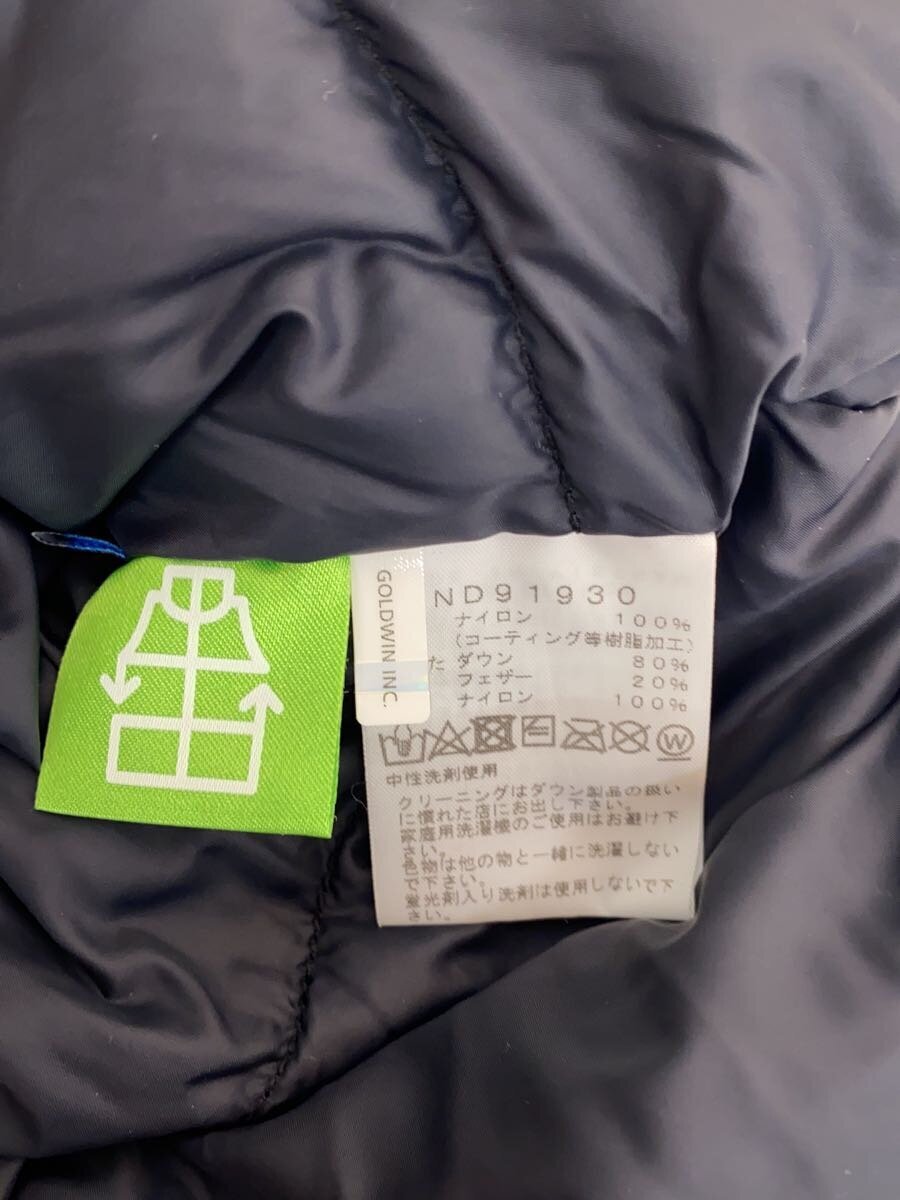 GOLDWIN INC.
ND91930
ナイロン 100%
(コーティング等樹脂加工)
た ダウン 80%
フェザー 20%
ナイロン 100%
W
中性洗剤使用
クリーニングはダウン製品の扱い
に慣れた店にお出し下さい。
家庭用洗濯機のご使用はお避け下
さい。
色物は他の物と一緒に洗濯しない
で下さい。
蛍光剤入り洗剤は使用しないで下
さい。